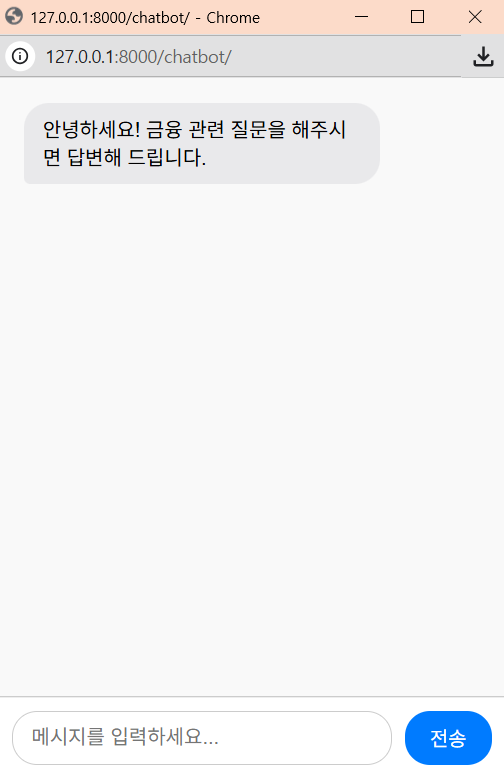 127.0.0.1:8000/chatbot/ - Chrome
127.0.0.1:8000/chatbot/
안녕하세요! 금융 관련 질문을 해주시
면 답변해 드립니다.
메시지를 입력하세요...
전송